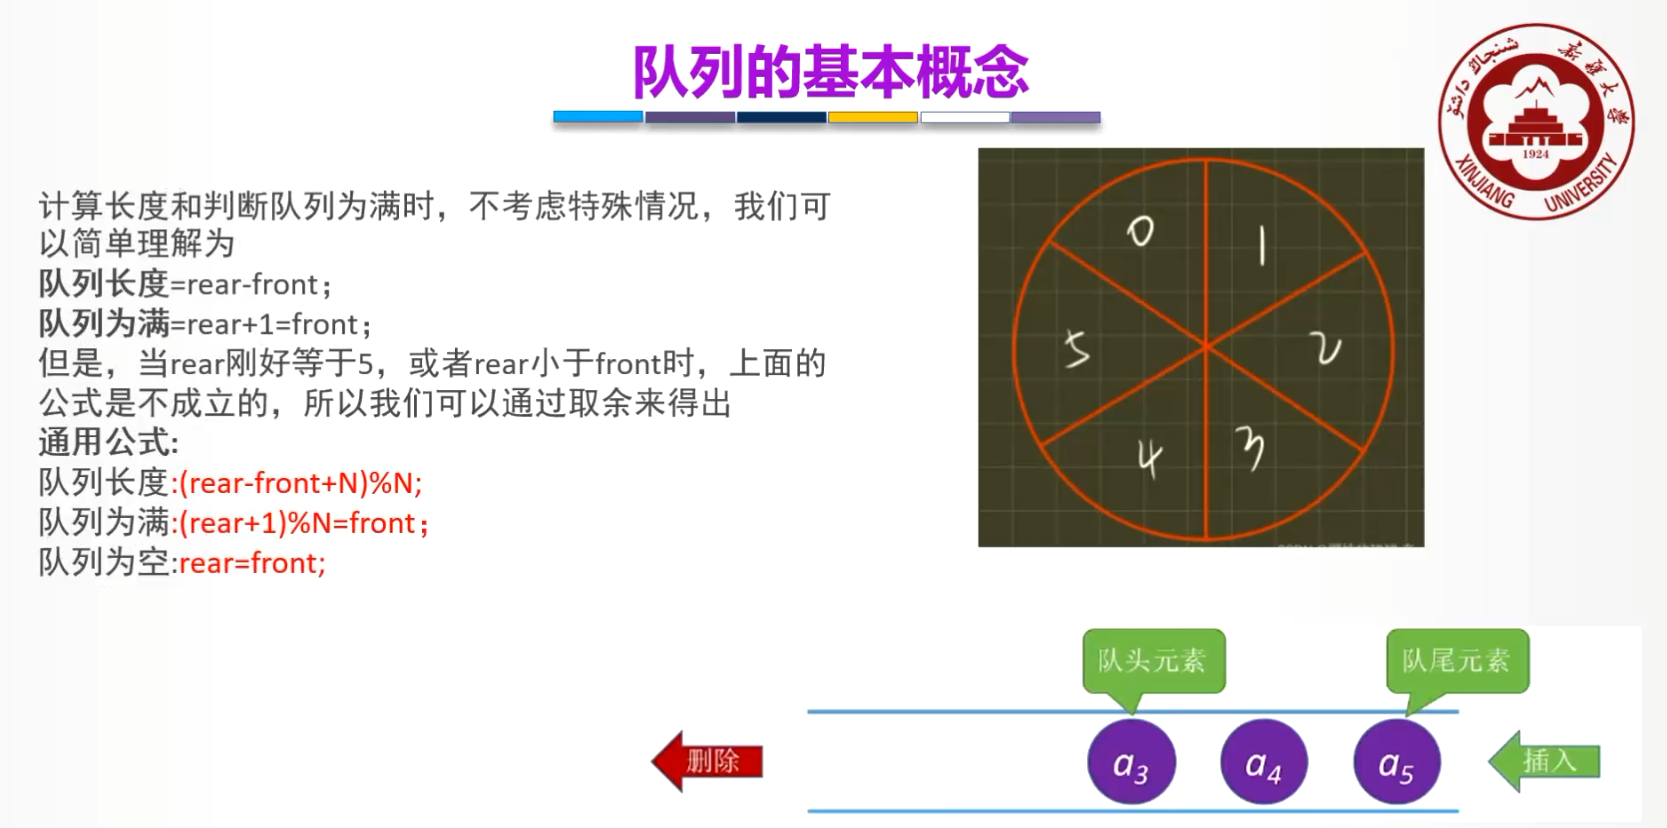 队列的基本概念
计算长度和判断队列为满时，不考虑特殊情况，我们可
以简单理解为
队列长度=rear-front；
队列为满=rear+1=front；
但是，当rear刚好等于5，或者rear小于front时，上面的
公式是不成立的，所以我们可以通过取余来得出
通用公式:
队列长度:(rear-front+N)%N;
队列为满:(rear+1)%N=front；
队列为空:rear=front;
0
1
5
2
4
3
新疆大学
XINJIANG UNIVERSITY
1924
队头元素
队尾元素
删除
a3
a4
a5
插入